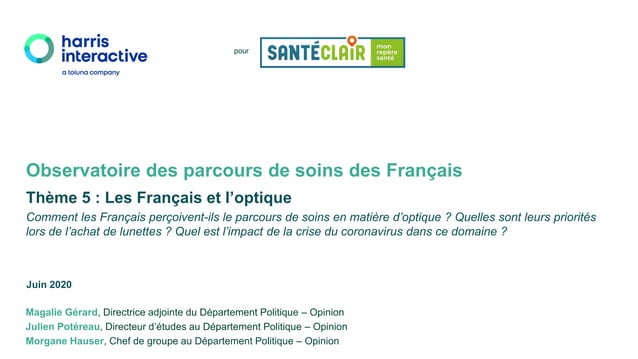 harris
interactive
a toluna company
pour
SANTÉCLAIR
mon
repère
santé
Observatoire des parcours de soins des Français
Thème 5 : Les Français et l’optique
Comment les Français perçoivent-ils le parcours de soins en matière d’optique ? Quelles sont leurs priorités
lors de l’achat de lunettes ? Quel est l’impact de la crise du coronavirus dans ce domaine ?
Juin 2020
Magalie Gérard, Directrice adjointe du Département Politique – Opinion
Julien Potéreau, Directeur d’études au Département Politique – Opinion
Morgane Hauser, Chef de groupe au Département Politique – Opinion